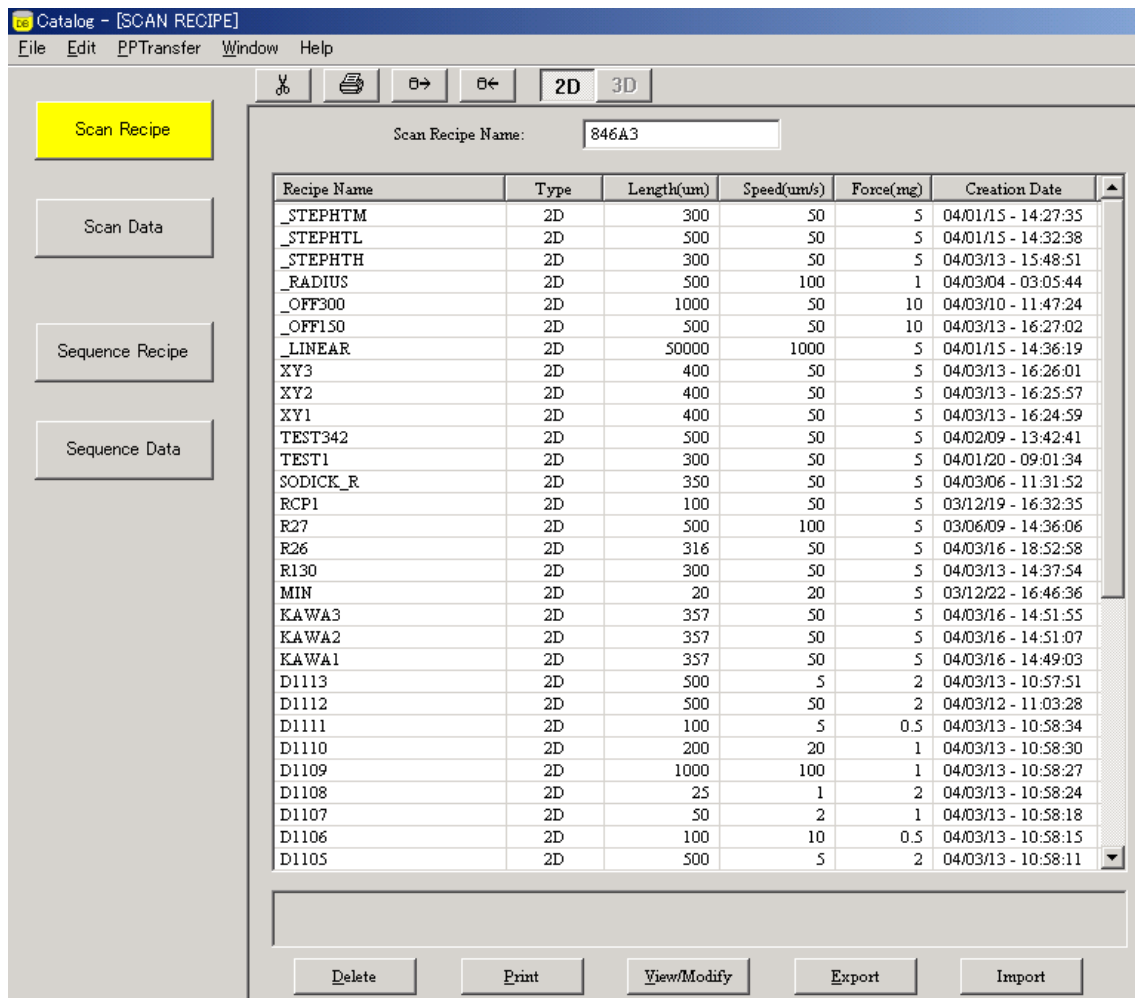 DB Catalog - [SCAN RECIPE]
File Edit PPTransfer Window Help
2D 3D
Scan Recipe
Scan Data
Sequence Recipe
Sequence Data
Scan Recipe Name: 846A3
Recipe Name Type Length(um) Speed(um/s) Force(mg) Creation Date
_STEPHTM 2D 300 50 5 04/01/15 - 14:27:35
_STEPHTL 2D 500 50 5 04/01/15 - 14:32:38
_STEPHTH 2D 300 50 5 04/03/13 - 15:48:51
_RADIUS 2D 500 100 1 04/03/04 - 03:05:44
_OFF300 2D 1000 50 10 04/03/10 - 11:47:24
_OFF150 2D 500 50 10 04/03/13 - 16:27:02
_LINEAR 2D 50000 1000 5 04/01/15 - 14:36:19
XY3 2D 400 50 5 04/03/13 - 16:26:01
XY2 2D 400 50 5 04/03/13 - 16:25:57
XY1 2D 400 50 5 04/03/13 - 16:24:59
TEST342 2D 500 50 5 04/02/09 - 13:42:41
TEST1 2D 300 50 5 04/01/20 - 09:01:34
SODICK_R 2D 350 50 5 04/03/06 - 11:31:52
RCP1 2D 100 50 5 03/12/19 - 16:32:35
R27 2D 500 100 5 03/06/09 - 14:36:06
R26 2D 316 50 5 04/03/16 - 18:52:58
R130 2D 300 50 5 04/03/13 - 14:37:54
MIN 2D 20 20 5 03/12/22 - 16:46:36
KAWA3 2D 357 50 5 04/03/16 - 14:51:55
KAWA2 2D 357 50 5 04/03/16 - 14:51:07
KAWA1 2D 357 50 5 04/03/16 - 14:49:03
D1113 2D 500 5 2 04/03/13 - 10:57:51
D1112 2D 500 50 2 04/03/12 - 11:03:28
D1111 2D 100 5 0.5 04/03/13 - 10:58:34
D1110 2D 200 20 1 04/03/13 - 10:58:30
D1109 2D 1000 100 1 04/03/13 - 10:58:27
D1108 2D 25 1 2 04/03/13 - 10:58:24
D1107 2D 50 2 1 04/03/13 - 10:58:18
D1106 2D 100 10 0.5 04/03/13 - 10:58:15
D1105 2D 500 5 2 04/03/13 - 10:58:11
Delete Print View/Modify Export Import